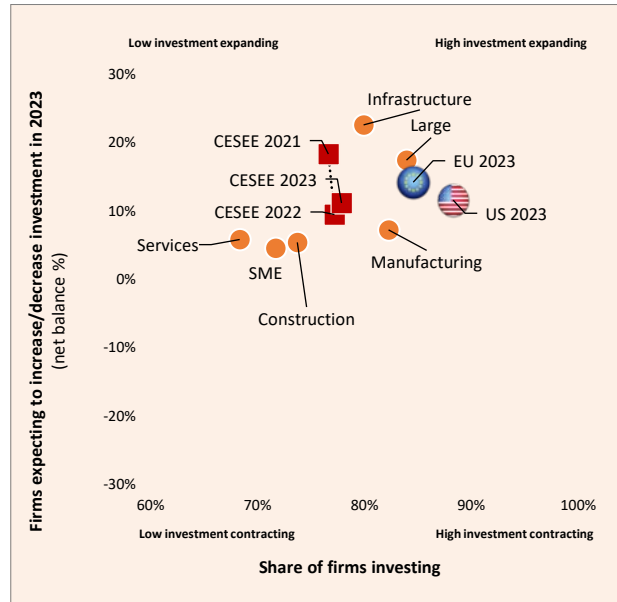 Low investment expanding
High investment expanding
Firms expecting to increase/decrease investment in 2023
(net balance %)
30%
20%
10%
0%
-10%
-20%
-30%
Infrastructure
Large
CESEE 2021
EU 2023
CESEE 2023
US 2023
CESEE 2022
Services
SME
Manufacturing
Construction
60%
70%
80%
90%
100%
Low investment contracting
High investment contracting
Share of firms investing